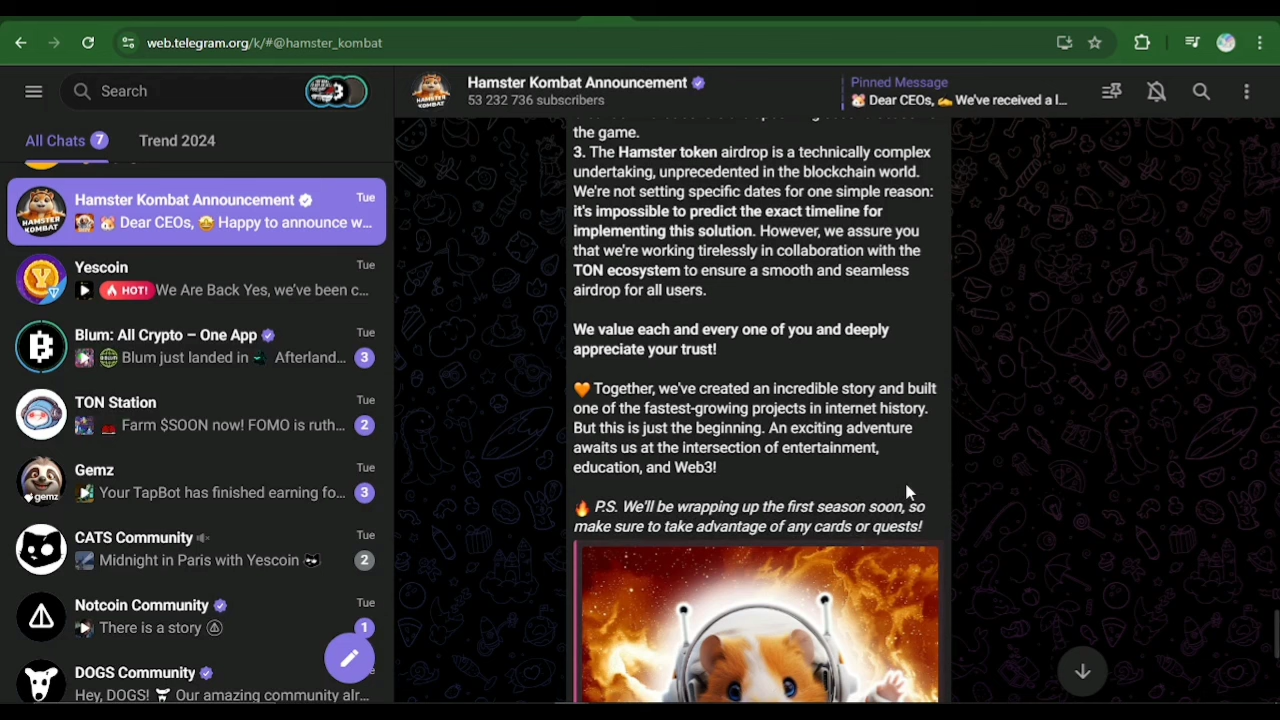 web.telegram.org/k/#@hamster_kombat
Search
All Chats 7
Trend 2024
Hamster Kombat Announcement Tue
🐹 Dear CEOs, 🤩 Happy to announce w...
Yescoin Tue
🔥 HOT! We Are Back Yes, we've been c...
Blum: All Crypto – One App Tue
Blum just landed in Afterland... 3
TON Station Tue
Farm $SOON now! FOMO is ruth... 2
Gemz Tue
Your TapBot has finished earning fo... 3
CATS Community Tue
Midnight in Paris with Yescoin 2
Notcoin Community Tue
There is a story 1
DOGS Community
Hey, DOGS! Our amazing community alr...
HAMSTER KOMBAT
Hamster Kombat Announcement
53 232 736 subscribers
Pinned Message
🐹 Dear CEOs, ✍️ We've received a l...
the game.
3. The Hamster token airdrop is a technically complex
undertaking, unprecedented in the blockchain world.
We're not setting specific dates for one simple reason:
it's impossible to predict the exact timeline for
implementing this solution. However, we assure you
that we're working tirelessly in collaboration with the
TON ecosystem to ensure a smooth and seamless
airdrop for all users.
We value each and every one of you and deeply
appreciate your trust!
🧡 Together, we've created an incredible story and built
one of the fastest-growing projects in internet history.
But this is just the beginning. An exciting adventure
awaits us at the intersection of entertainment,
education, and Web3!
🔥 P.S. We'll be wrapping up the first season soon, so
make sure to take advantage of any cards or quests!